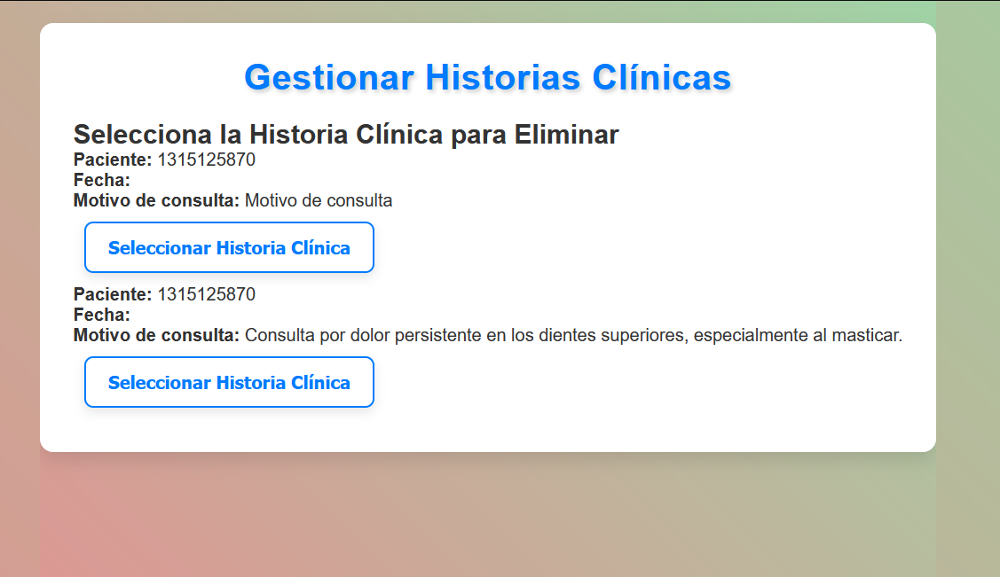 Gestionar Historias Clínicas
Selecciona la Historia Clínica para Eliminar
Paciente: 1315125870
Fecha:
Motivo de consulta: Motivo de consulta
Seleccionar Historia Clínica
Paciente: 1315125870
Fecha:
Motivo de consulta: Consulta por dolor persistente en los dientes superiores, especialmente al masticar.
Seleccionar Historia Clínica